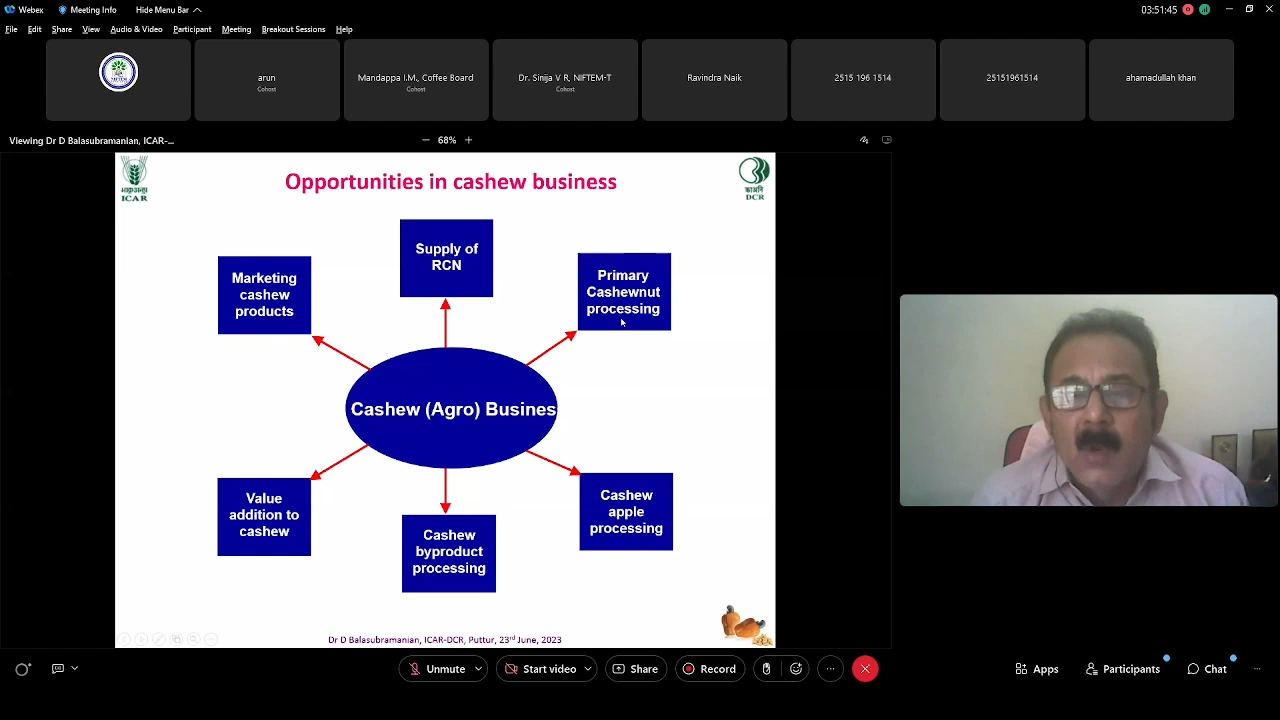 Webex
Meeting Info
Hide Menu Bar
03:51:45
File Edit Share View Audio & Video Participant Meeting Breakout Sessions Help
arun
Cohost
Mandappa I.M., Coffee Board
Cohost
Dr. Sinija V R, NIFTEM-T
Cohost
Ravindra Naik
2515 196 1514
25151961514
ahamadullah khan
Viewing Dr D Balasubramanian, ICAR-...
68%
ICAR
Opportunities in cashew business
DCR
Supply of
RCN
Marketing
cashew
products
Primary
Cashewnut
processing
Cashew (Agro) Busines
Value
addition to
cashew
Cashew
byproduct
processing
Cashew
apple
processing
Dr D Balasubramanian, ICAR-DCR, Puttur, 23rd June, 2023
Unmute
Start video
Share
Record
Apps
Participants
Chat